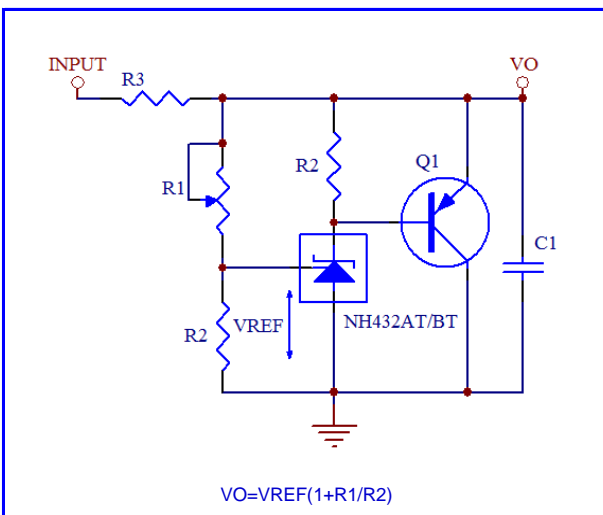 INPUT
VO
R3
Q1
R2
R1
C1
VREF
NH432AT/BT
R2
VO=VREF(1+R1/R2)